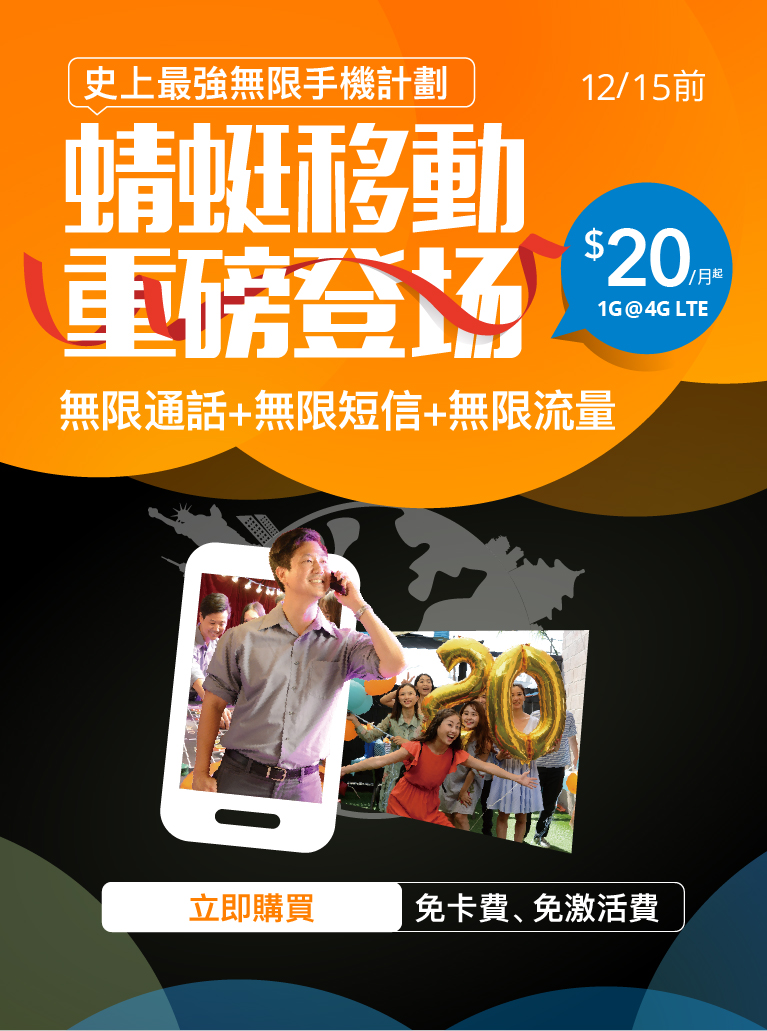 史上最強無限手機計劃
12/15前
蜻蜓移動
重磅登场
$20/月起
1G@4G LTE
無限通話+無限短信+無限流量
20
立即購買
免卡費、免激活費